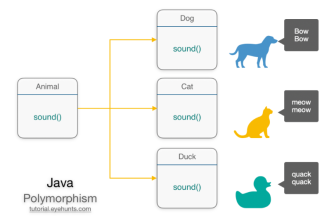 Dog
sound()
Bow
Bow
Animal
sound()
Cat
sound()
meow
meow
Duck
sound()
quack
quack
Java
Polymorphism
tutorial.eyehunts.com